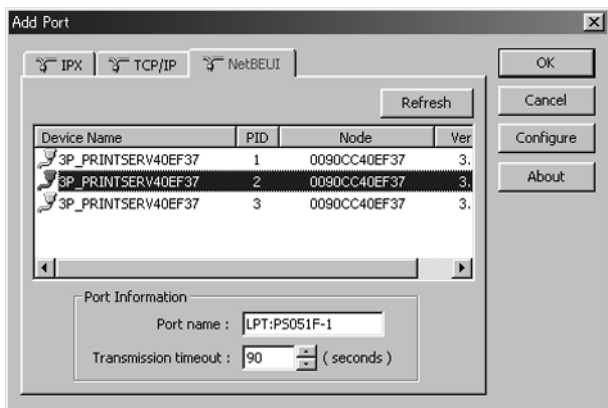 Add Port
IPX TCP/IP NetBEUI
OK
Refresh
Cancel
Device Name PID Node Ver
Configure
3P_PRINTSERV40EF37 1 0090CC40EF37 3.
3P_PRINTSERV40EF37 2 0090CC40EF37 3.
About
3P_PRINTSERV40EF37 3 0090CC40EF37 3.
Port Information
Port name : LPT:PS051F-1
Transmission timeout : 90 ( seconds )